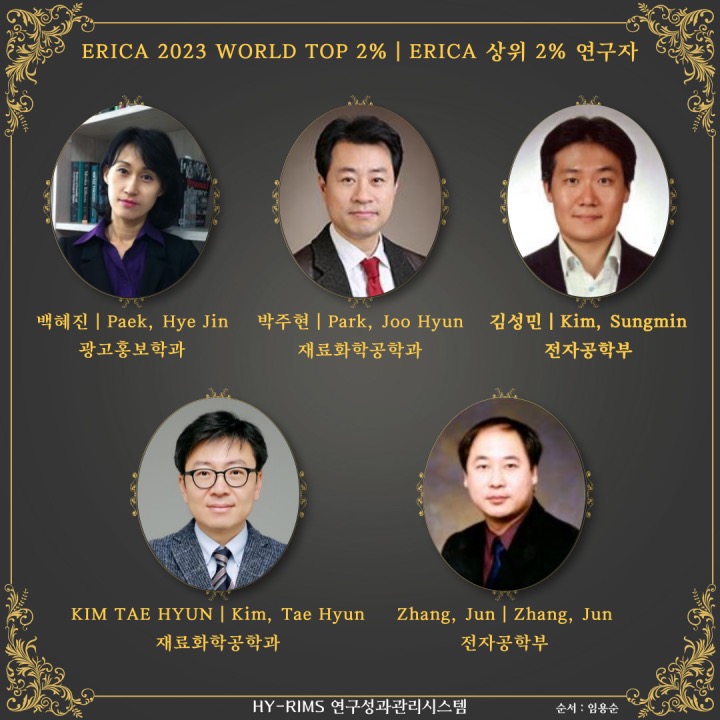 ERICA 2023 WORLD TOP 2% | ERICA 상위 2% 연구자
백혜진 | Paek, Hye Jin
광고홍보학과
박주현 | Park, Joo Hyun
재료화학공학과
김성민 | Kim, Sungmin
전자공학부
KIM TAE HYUN | Kim, Tae Hyun
재료화학공학과
Zhang, Jun | Zhang, Jun
전자공학부
HY-RIMS 연구성과관리시스템
순서 : 임용순